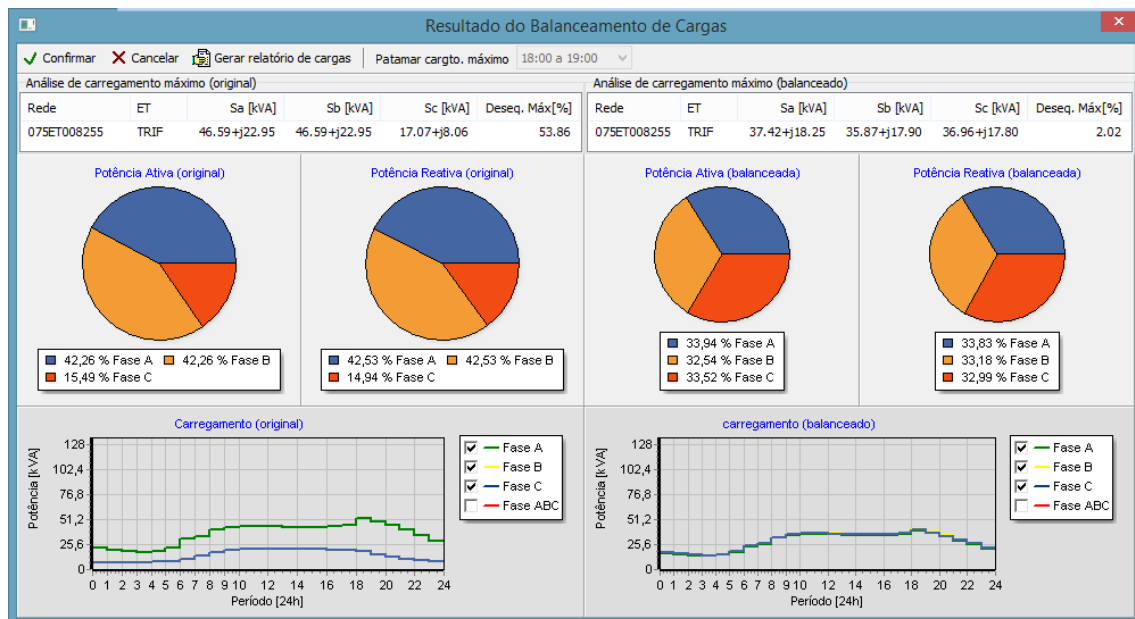 Resultado do Balanceamento de Cargas
Confirmar Cancelar Gerar relatório de cargas Patamar cargto. máximo 18:00 a 19:00
Análise de carregamento máximo (original)
Rede ET Sa [kVA] Sb [kVA] Sc [kVA] Deseq. Máx[%]
075ET008255 TRIF 46.59+j22.95 46.59+j22.95 17.07+j8.06 53.86
Análise de carregamento máximo (balanceado)
Rede ET Sa [kVA] Sb [kVA] Sc [kVA] Deseq. Máx[%]
075ET008255 TRIF 37.42+j18.25 35.87+j17.90 36.96+j17.80 2.02
Potência Ativa (original)
42,26 % Fase A 42,26 % Fase B
15,49 % Fase C
Potência Reativa (original)
42,53 % Fase A 42,53 % Fase B
14,94 % Fase C
Potência Ativa (balanceada)
33,94 % Fase A
32,54 % Fase B
33,52 % Fase C
Potência Reativa (balanceada)
33,83 % Fase A
33,18 % Fase B
32,99 % Fase C
Carregamento (original)
Potência [kVA]
128
102,4
76,8
51,2
25,6
0
0 1 2 3 4 5 6 7 8 9 10 12 14 16 18 20 22 24
Período [24h]
Fase A
Fase B
Fase C
Fase ABC
carregamento (balanceado)
Potência [kVA]
128
102,4
76,8
51,2
25,6
0
0 1 2 3 4 5 6 7 8 9 10 12 14 16 18 20 22 24
Período [24h]
Fase A
Fase B
Fase C
Fase ABC